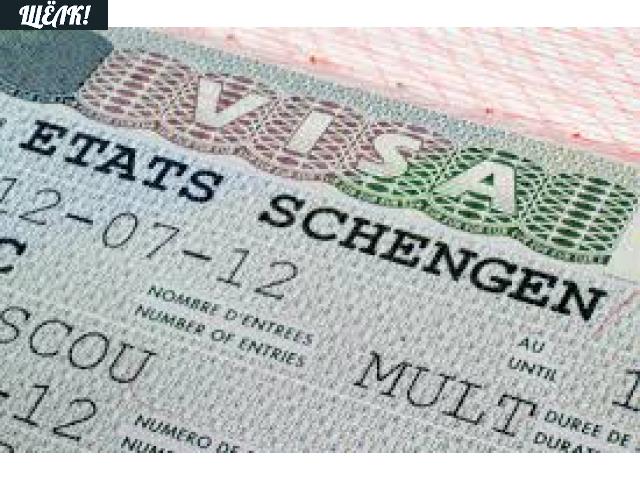 ЩЁЛК!
VISA
ETATS SCHENGEN
12-07-12
C
NOMBRE D'ENTREES
NUMBER OF ENTRIES
AU
UNTIL
SCOU
MULT
DUREE DE
-12
NUMERO DE